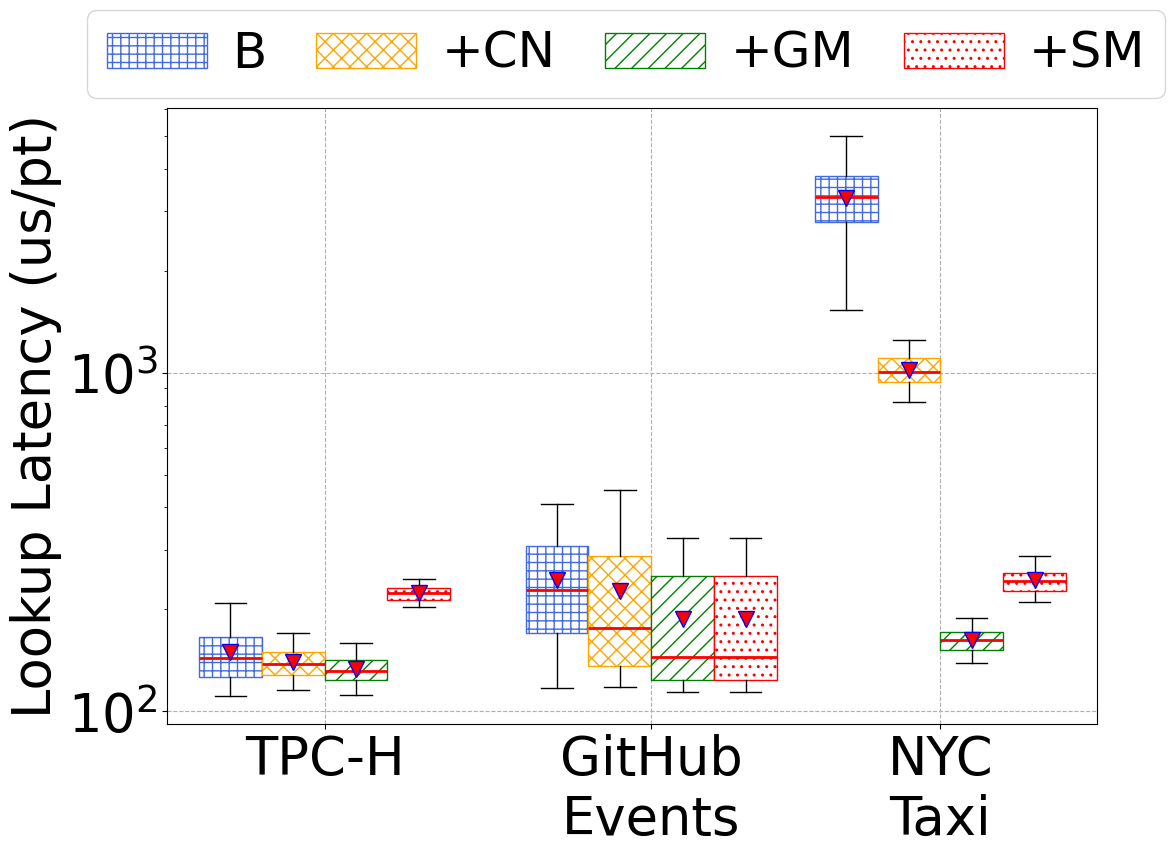 B +CN +GM +SM
Lookup Latency (us/pt)
10³
10²
TPC-H GitHub Events NYC Taxi